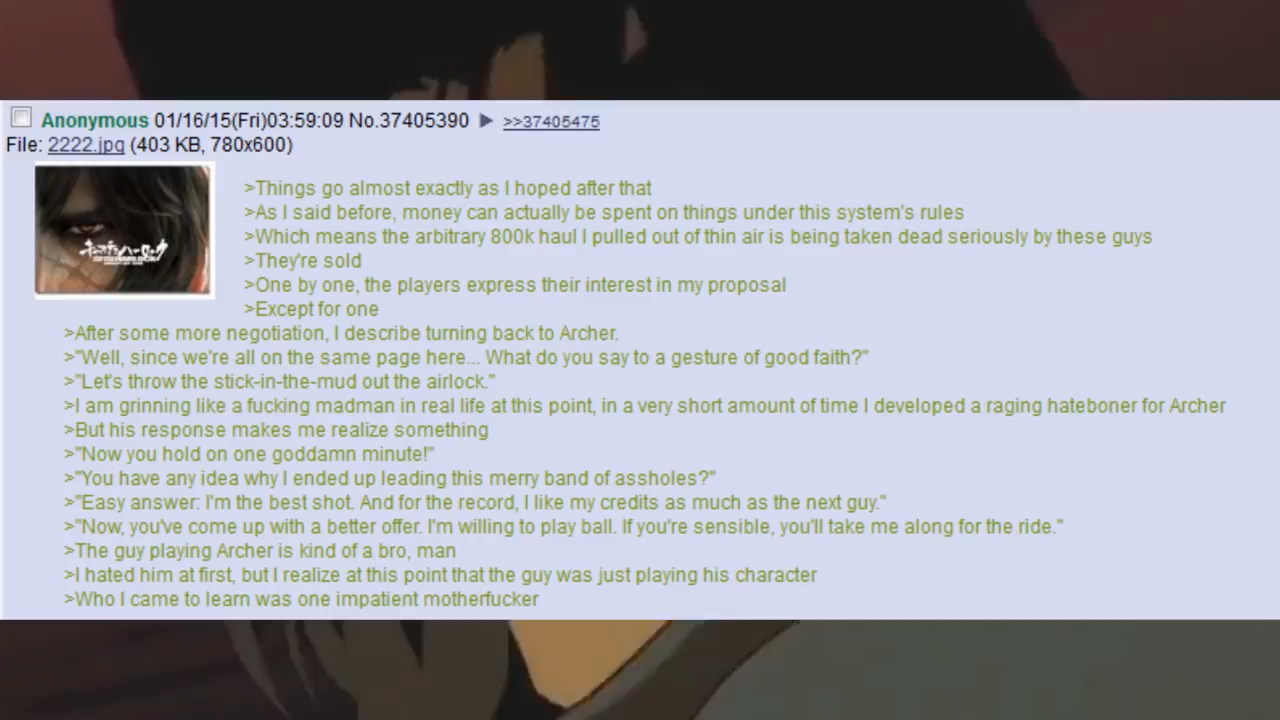 Anonymous 01/16/15(Fri)03:59:09 No.37405390 ▶ >>37405475
File: 2222.jpg (403 KB, 780x600)
>Things go almost exactly as I hoped after that
>As I said before, money can actually be spent on things under this system's rules
>Which means the arbitrary 800k haul I pulled out of thin air is being taken dead seriously by these guys
>They're sold
>One by one, the players express their interest in my proposal
>Except for one
>After some more negotiation, I describe turning back to Archer.
>"Well, since we're all on the same page here... What do you say to a gesture of good faith?"
>"Let's throw the stick-in-the-mud out the airlock."
>I am grinning like a fucking madman in real life at this point, in a very short amount of time I developed a raging hateboner for Archer
>But his response makes me realize something
>"Now you hold on one goddamn minute!"
>"You have any idea why I ended up leading this merry band of assholes?"
>"Easy answer: I'm the best shot. And for the record, I like my credits as much as the next guy."
>"Now, you've come up with a better offer. I'm willing to play ball. If you're sensible, you'll take me along for the ride."
>The guy playing Archer is kind of a bro, man
>I hated him at first, but I realize at this point that the guy was just playing his character
>Who I came to learn was one impatient motherfucker